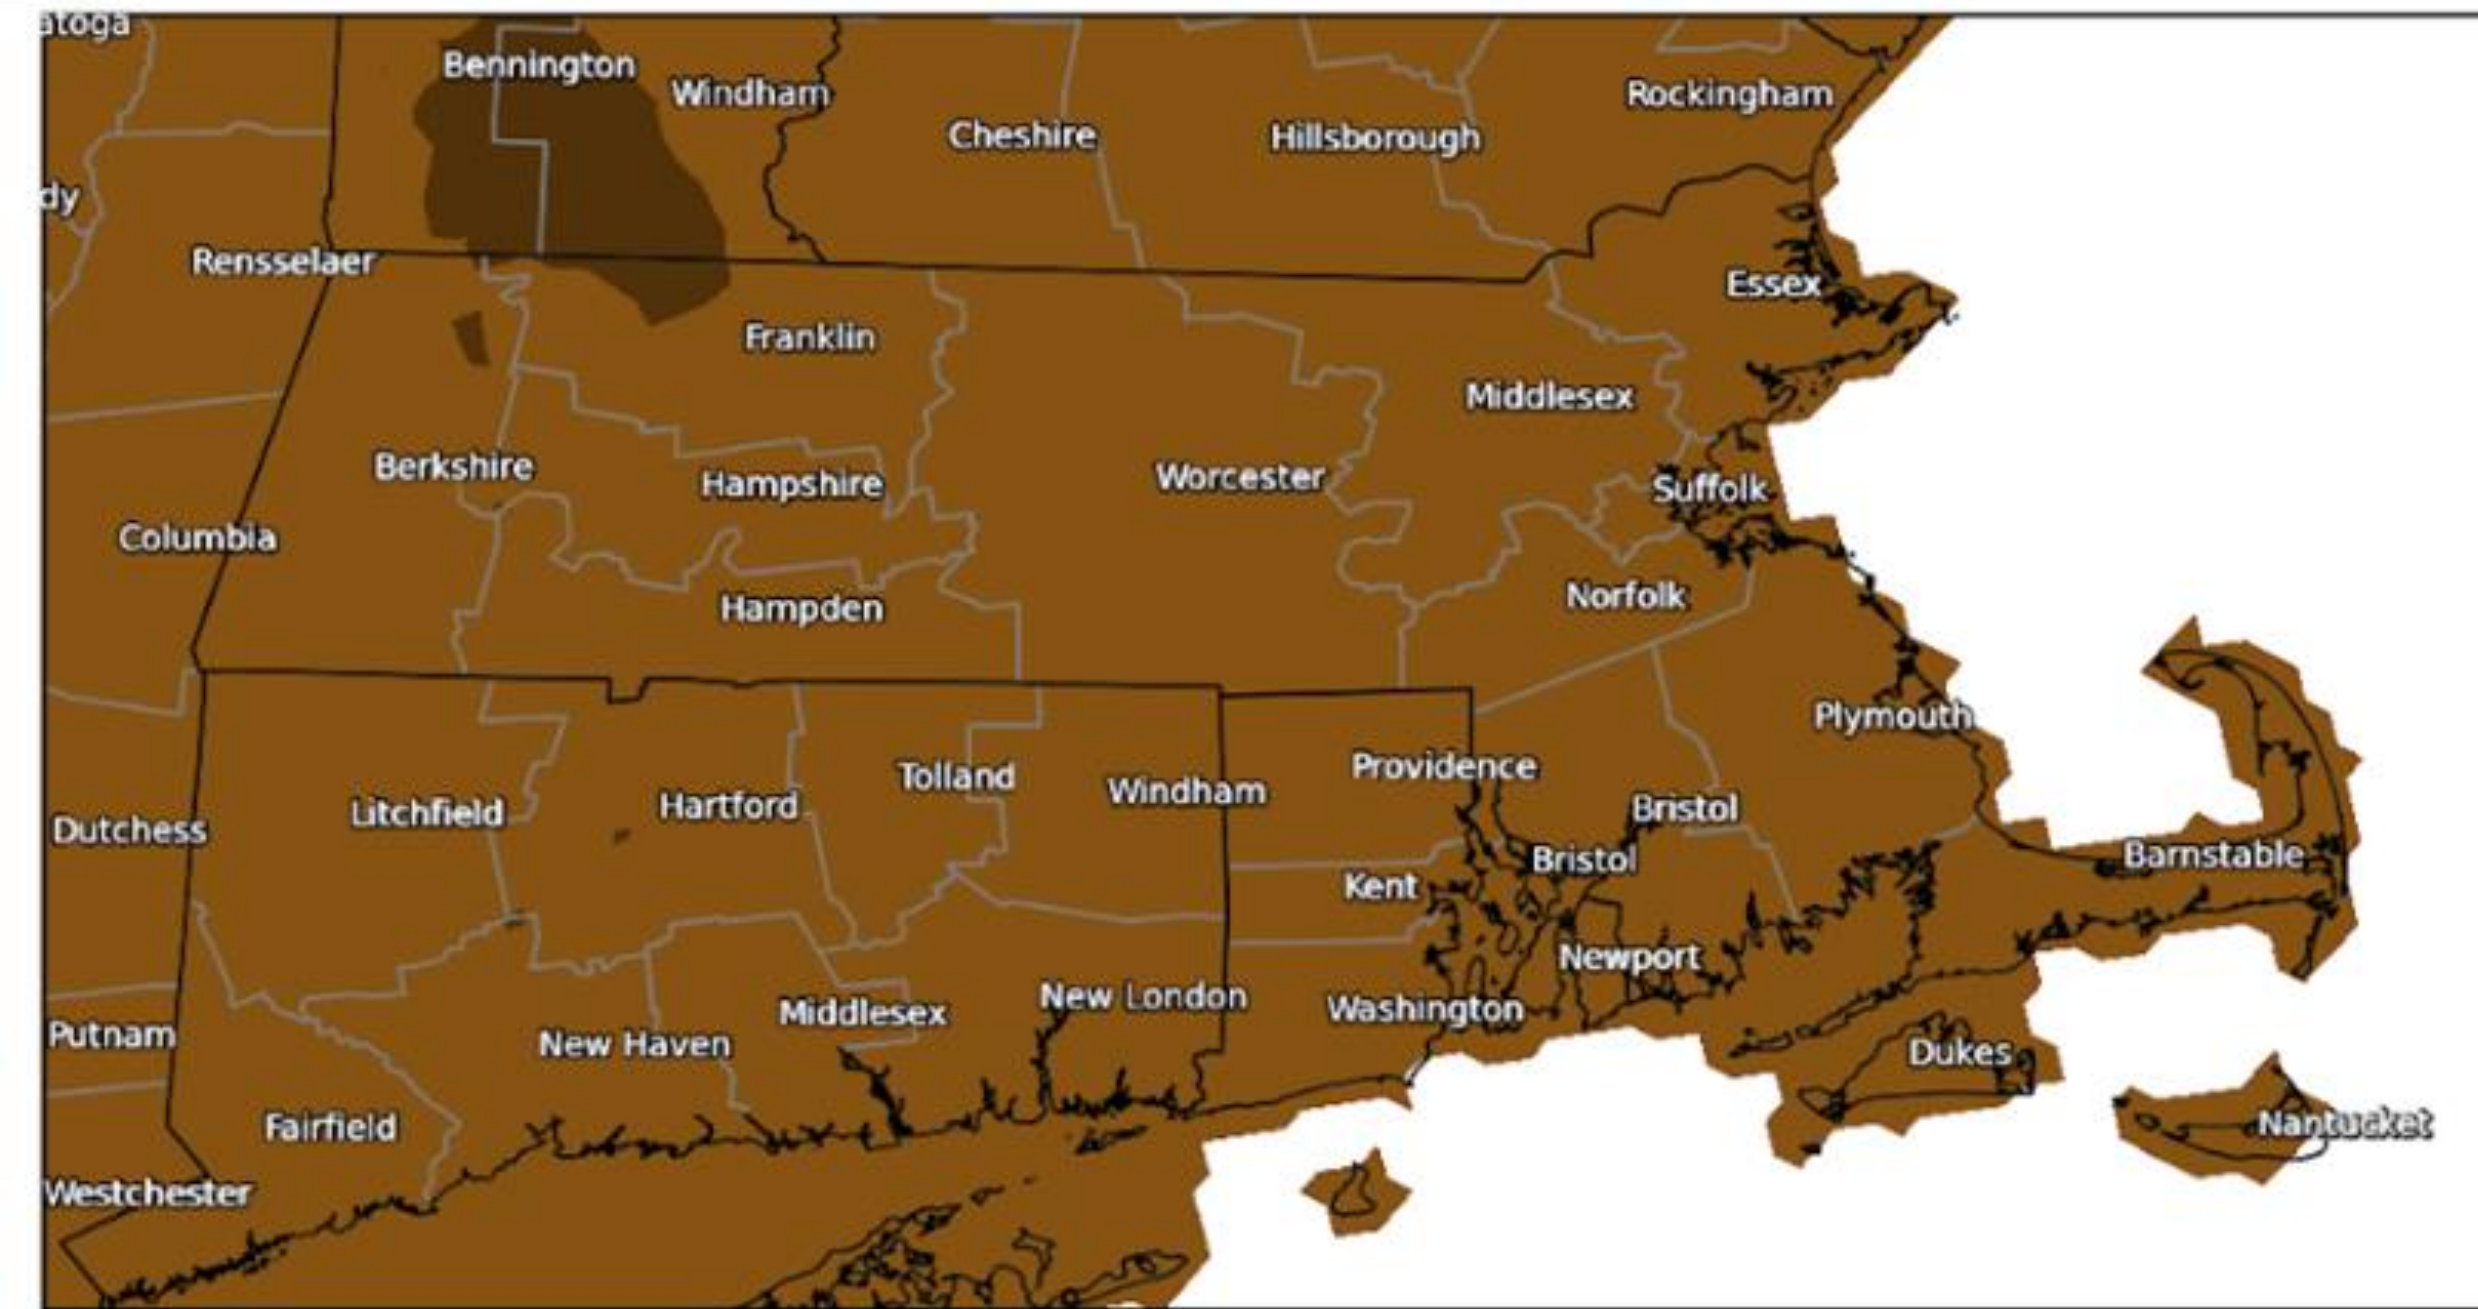 atoga
Bennington
Windham
Rockingham
Cheshire
Hillsborough
dy
Rensselaer
Essex
Franklin
Middlesex
Berkshire
Hampshire
Worcester
Suffolk
Columbia
Norfolk
Hampden
Plymouth
Providence
Tolland
Windham
Litchfield
Hartford
Bristol
Dutchess
Bristol
Barnstable
Kent
Newport
New London
Washington
Middlesex
Putnam
New Haven
Dukes
Fairfield
Nantucket
Westchester